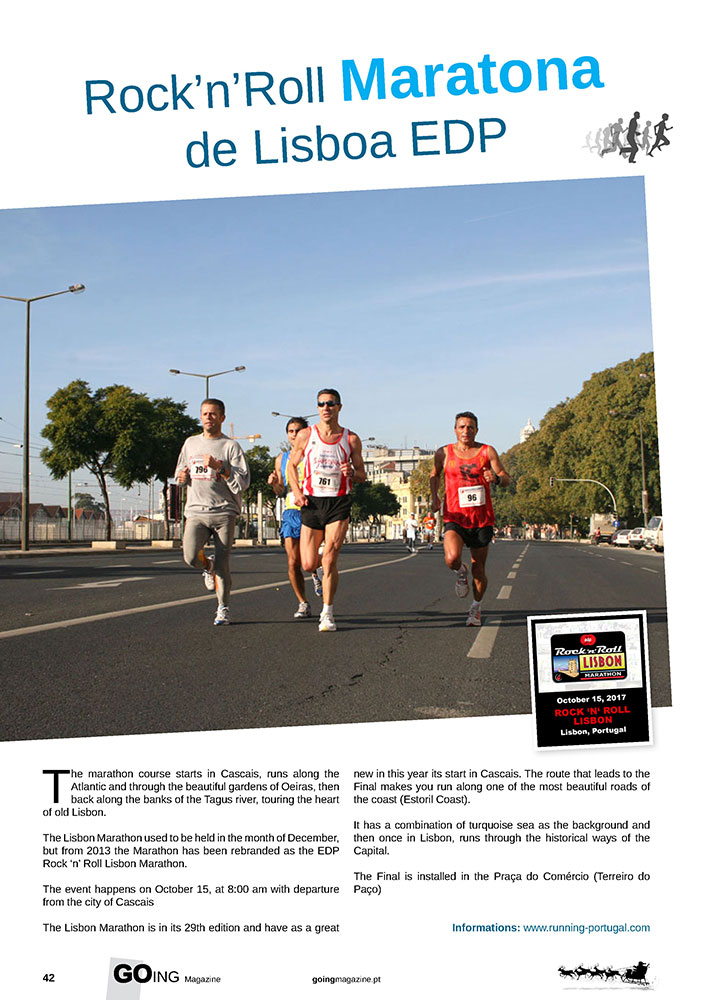 Rock’n’Roll Maratona
de Lisboa EDP
796
761
96
edp
Rock'n'Roll
LISBON
MARATHON
October 15, 2017
ROCK 'N' ROLL
LISBON
Lisbon, Portugal
The marathon course starts in Cascais, runs along the
Atlantic and through the beautiful gardens of Oeiras, then
back along the banks of the Tagus river, touring the heart
of old Lisbon.
The Lisbon Marathon used to be held in the month of December,
but from 2013 the Marathon has been rebranded as the EDP
Rock ‘n’ Roll Lisbon Marathon.
The event happens on October 15, at 8:00 am with departure
from the city of Cascais
The Lisbon Marathon is in its 29th edition and have as a great
new in this year its start in Cascais. The route that leads to the
Final makes you run along one of the most beautiful roads of
the coast (Estoril Coast).
It has a combination of turquoise sea as the background and
then once in Lisbon, runs through the historical ways of the
Capital.
The Final is installed in the Praça do Comércio (Terreiro do
Paço)
Informations: www.running-portugal.com
42
GOING Magazine
goingmagazine.pt